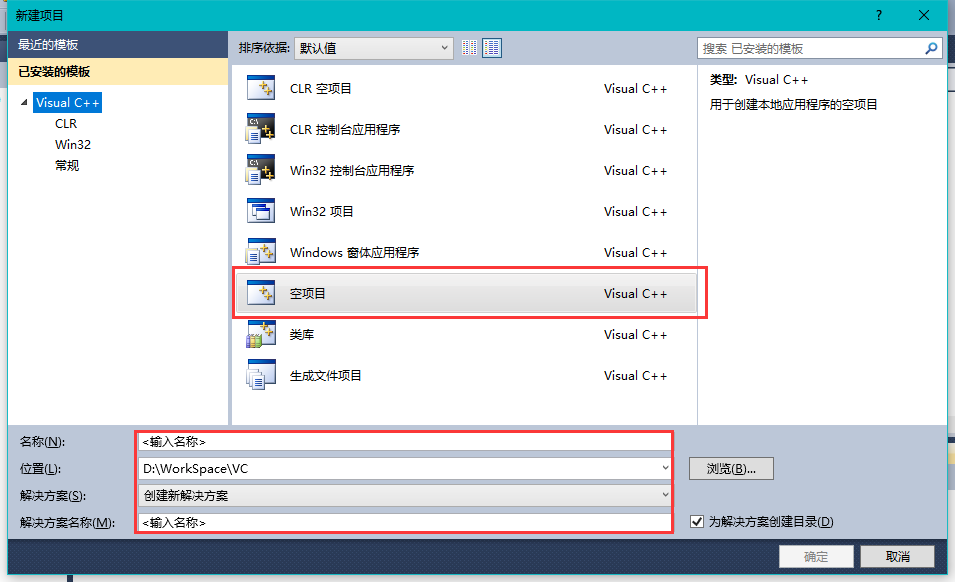 新建项目 ?
最近的模板
已安装的模板
Visual C++
CLR
Win32
常规
排序依据: 默认值
搜索 已安装的模板
CLR 空项目 Visual C++
CLR 控制台应用程序 Visual C++
Win32 控制台应用程序 Visual C++
Win32 项目 Visual C++
Windows 窗体应用程序 Visual C++
空项目 Visual C++
类库 Visual C++
生成文件项目 Visual C++
类型: Visual C++
用于创建本地应用程序的空项目
名称(N): <输入名称>
位置(L): D:\WorkSpace\VC 浏览(B)...
解决方案(S): 创建新解决方案
解决方案名称(M): <输入名称> 为解决方案创建目录(D)
确定 取消